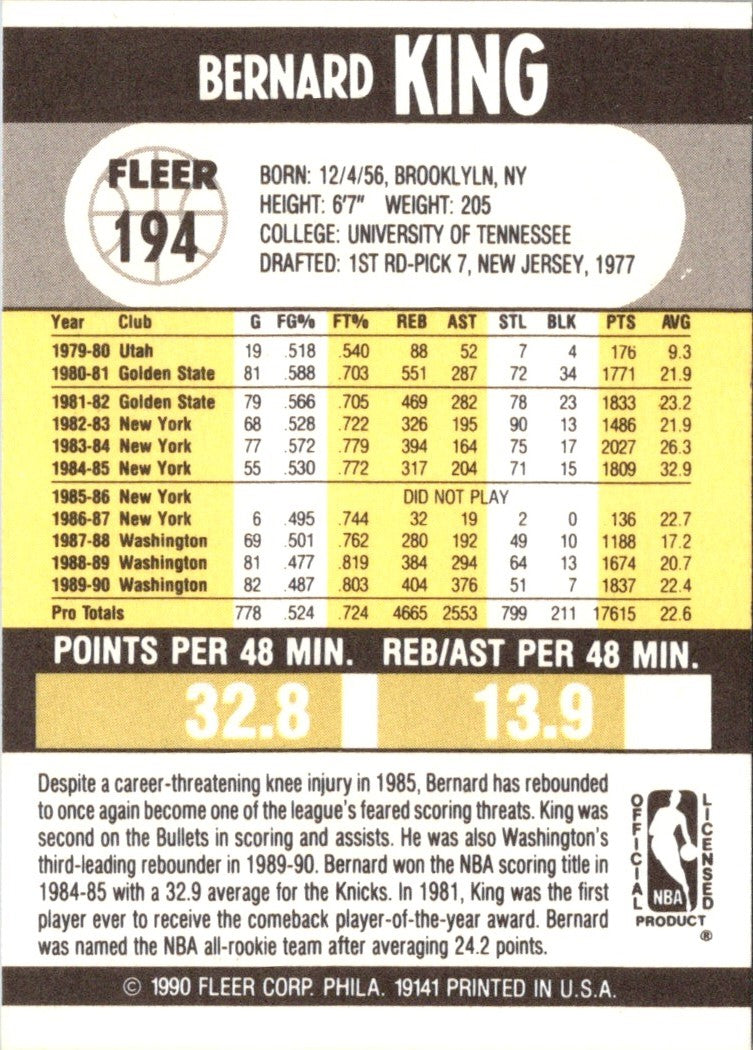 BERNARD KING
FLEER
194
BORN: 12/4/56, BROOKLYLN, NY
HEIGHT: 6'7" WEIGHT: 205
COLLEGE: UNIVERSITY OF TENNESSEE
DRAFTED: 1ST RD-PICK 7, NEW JERSEY, 1977
Year Club G FG% FT% REB AST STL BLK PTS AVG
1979-80 Utah 19 .518 .540 88 52 7 4 176 9.3
1980-81 Golden State 81 .588 .703 551 287 72 34 1771 21.9
1981-82 Golden State 79 .566 .705 469 282 78 23 1833 23.2
1982-83 New York 68 .528 .722 326 195 90 13 1486 21.9
1983-84 New York 77 .572 .779 394 164 75 17 2027 26.3
1984-85 New York 55 .530 .772 317 204 71 15 1809 32.9
1985-86 New York DID NOT PLAY
1986-87 New York 6 .495 .744 32 19 2 0 136 22.7
1987-88 Washington 69 .501 .762 280 192 49 10 1188 17.2
1988-89 Washington 81 .477 .819 384 294 64 13 1674 20.7
1989-90 Washington 82 .487 .803 404 376 51 7 1837 22.4
Pro Totals 778 .524 .724 4665 2553 799 211 17615 22.6
POINTS PER 48 MIN. REB/AST PER 48 MIN.
32.8 13.9
Despite a career-threatening knee injury in 1985, Bernard has rebounded
to once again become one of the league's feared scoring threats. King was
second on the Bullets in scoring and assists. He was also Washington's
third-leading rebounder in 1989-90. Bernard won the NBA scoring title in
1984-85 with a 32.9 average for the Knicks. In 1981, King was the first
player ever to receive the comeback player-of-the-year award. Bernard
was named the NBA all-rookie team after averaging 24.2 points.
OFFICIAL
LICENSED
NBA
PRODUCT
®
© 1990 FLEER CORP. PHILA. 19141 PRINTED IN U.S.A.